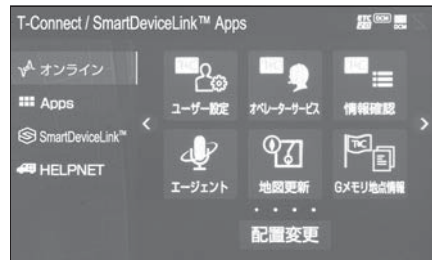 T-Connect / SmartDeviceLink™ Apps
オンライン
Apps
SmartDeviceLink™
HELPNET
ユーザー設定
オペレーターサービス
情報確認
エージェント
地図更新
Gメモリ地点情報
配置変更